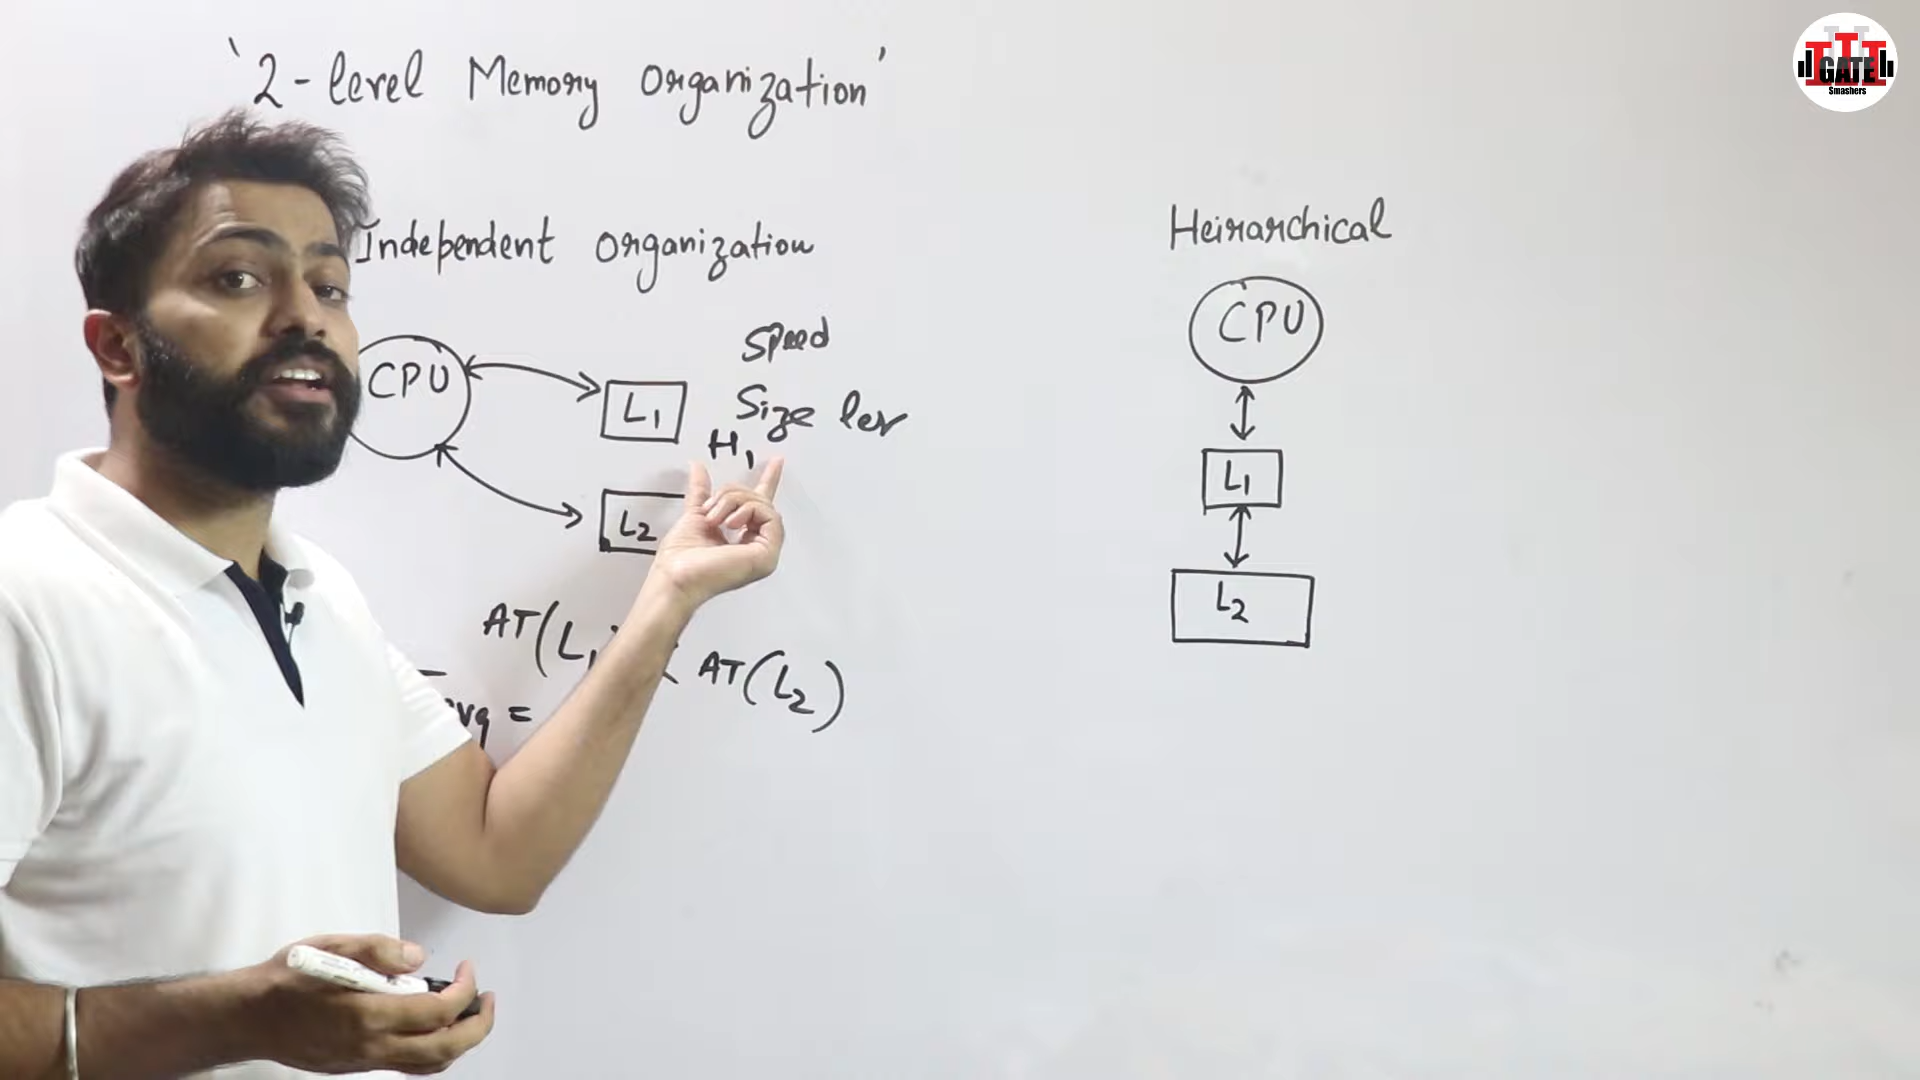 '2-level Memory Organization'
Independent Organization
CPU
L1
L2
Speed
Size
H1
AT(L1
AT(L2)
=
Heirarchical
CPU
L1
L2
GATE
Smashers